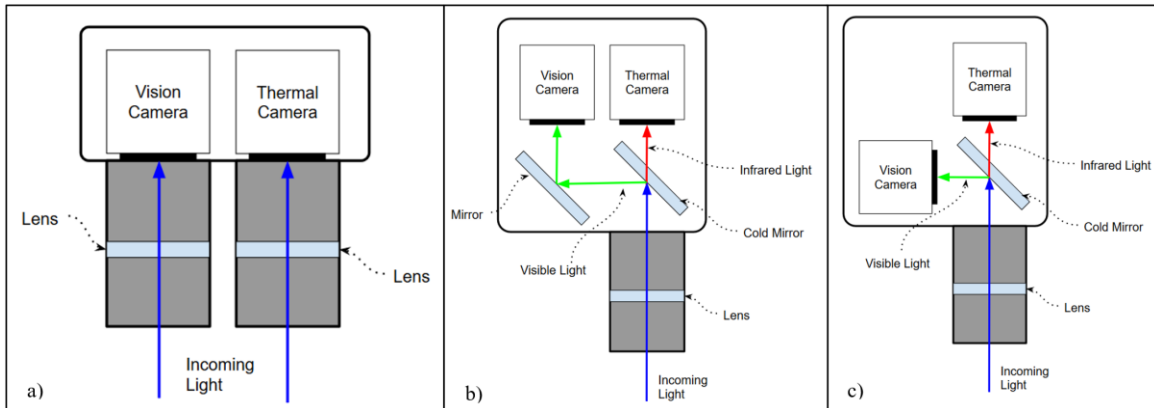 Vision
Camera
Thermal
Camera
Lens
Lens
Incoming
Light
a)
Vision
Camera
Thermal
Camera
Infrared Light
Mirror
Cold Mirror
Visible Light
Lens
Incoming
Light
b)
Thermal
Camera
Vision
Camera
Infrared Light
Cold Mirror
Visible Light
Lens
Incoming
Light
c)